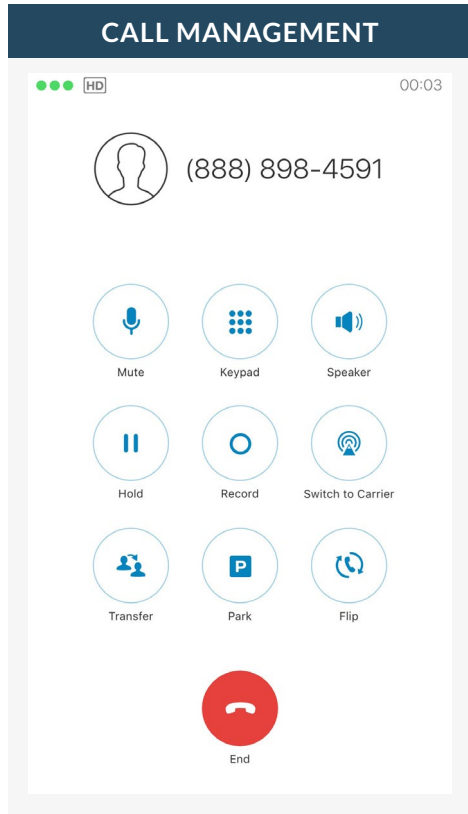 CALL MANAGEMENT
HD 00:03
(888) 898-4591
Mute Keypad Speaker
Hold Record Switch to Carrier
P
Transfer Park Flip
End